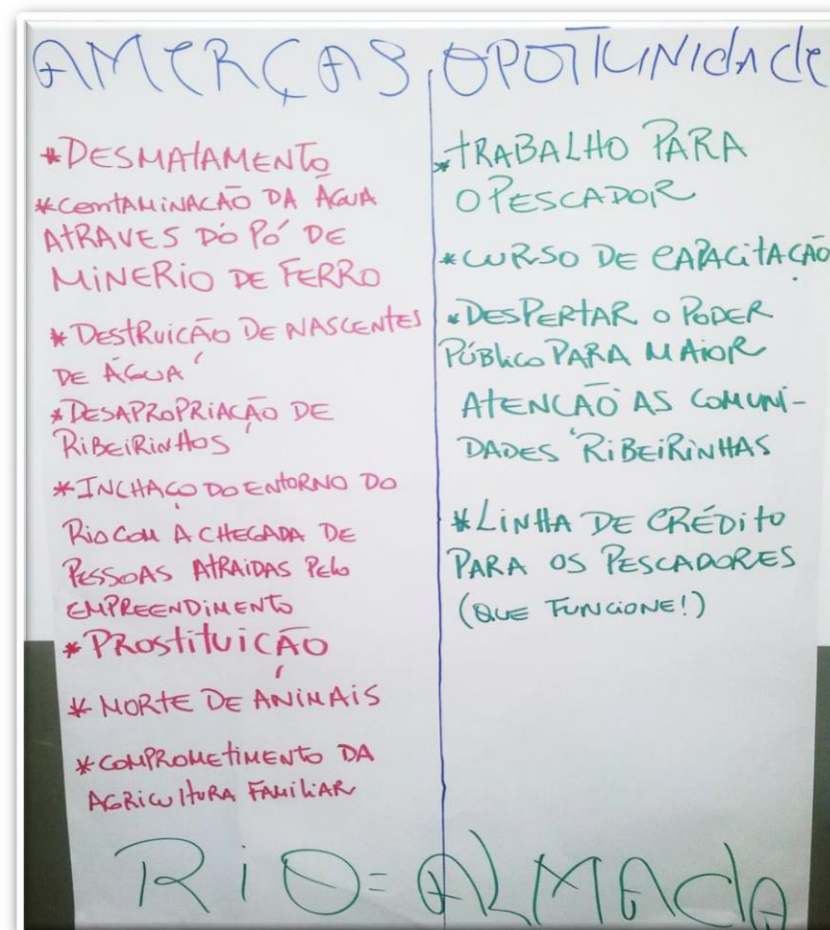 AMERÇAS
*DESMATAMENTO
*CONTAMINAÇÃO DA ÁGUA
ATRAVES DO PÓ DE
MINERIO DE FERRO
*DESTRUIÇÃO DE NASCENTES
DE ÁGUA
*DESAPROPRIAÇÃO DE
RIBEIRINHOS
*INCHAÇO DO ENTORNO DO
RIO COM A CHEGADA DE
PESSOAS ATRAIDAS PELO
EMPREENDIMENTO
*PROSTITUIÇÃO
*MORTE DE ANIMAIS
*COMPROMETIMENTO DA
AGRICULTURA FAMILIAR
OPOTTUNIDADE
*TRABALHO PARA
O PESCADOR
*CURSO DE CAPACITAÇÃO
*DESPERTAR O PODER
PÚBLICO PARA MAIOR
ATENÇÃO AS COMUNI-
DADES RIBEIRINHAS
*LINHA DE CRÉDITO
PARA OS PESCADORES
(QUE FUNCIONE!)
RIO = ALMADA